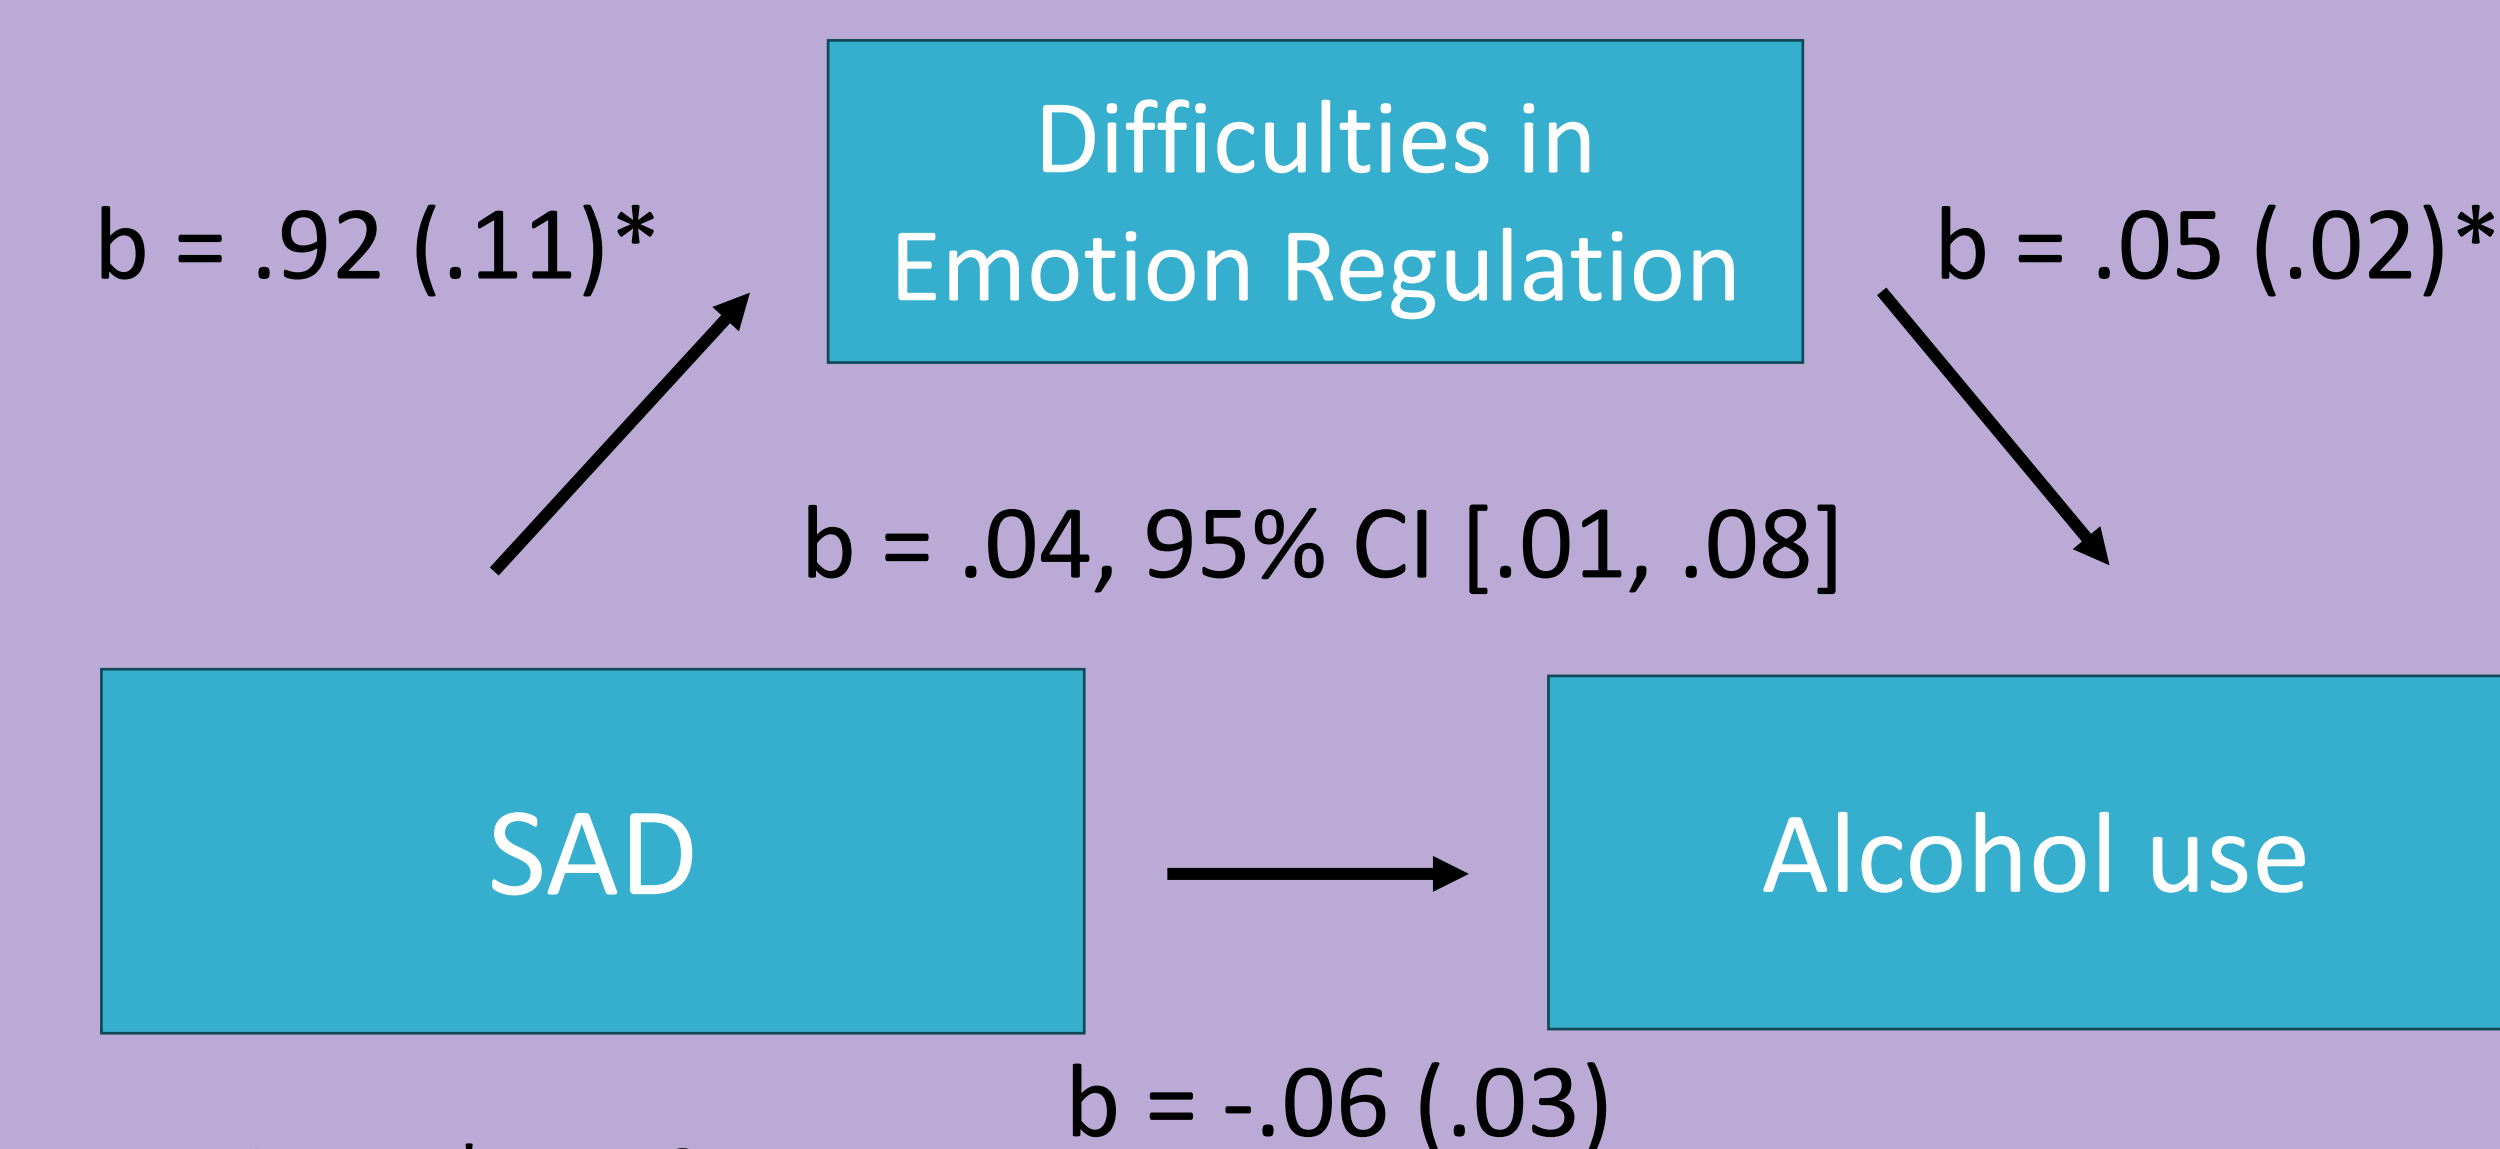 Difficulties in
Emotion Regulation
b = .92 (.11)*
b = .05 (.02)*
b = .04, 95% CI [.01, .08]
SAD
Alcohol use
b = -.06 (.03)